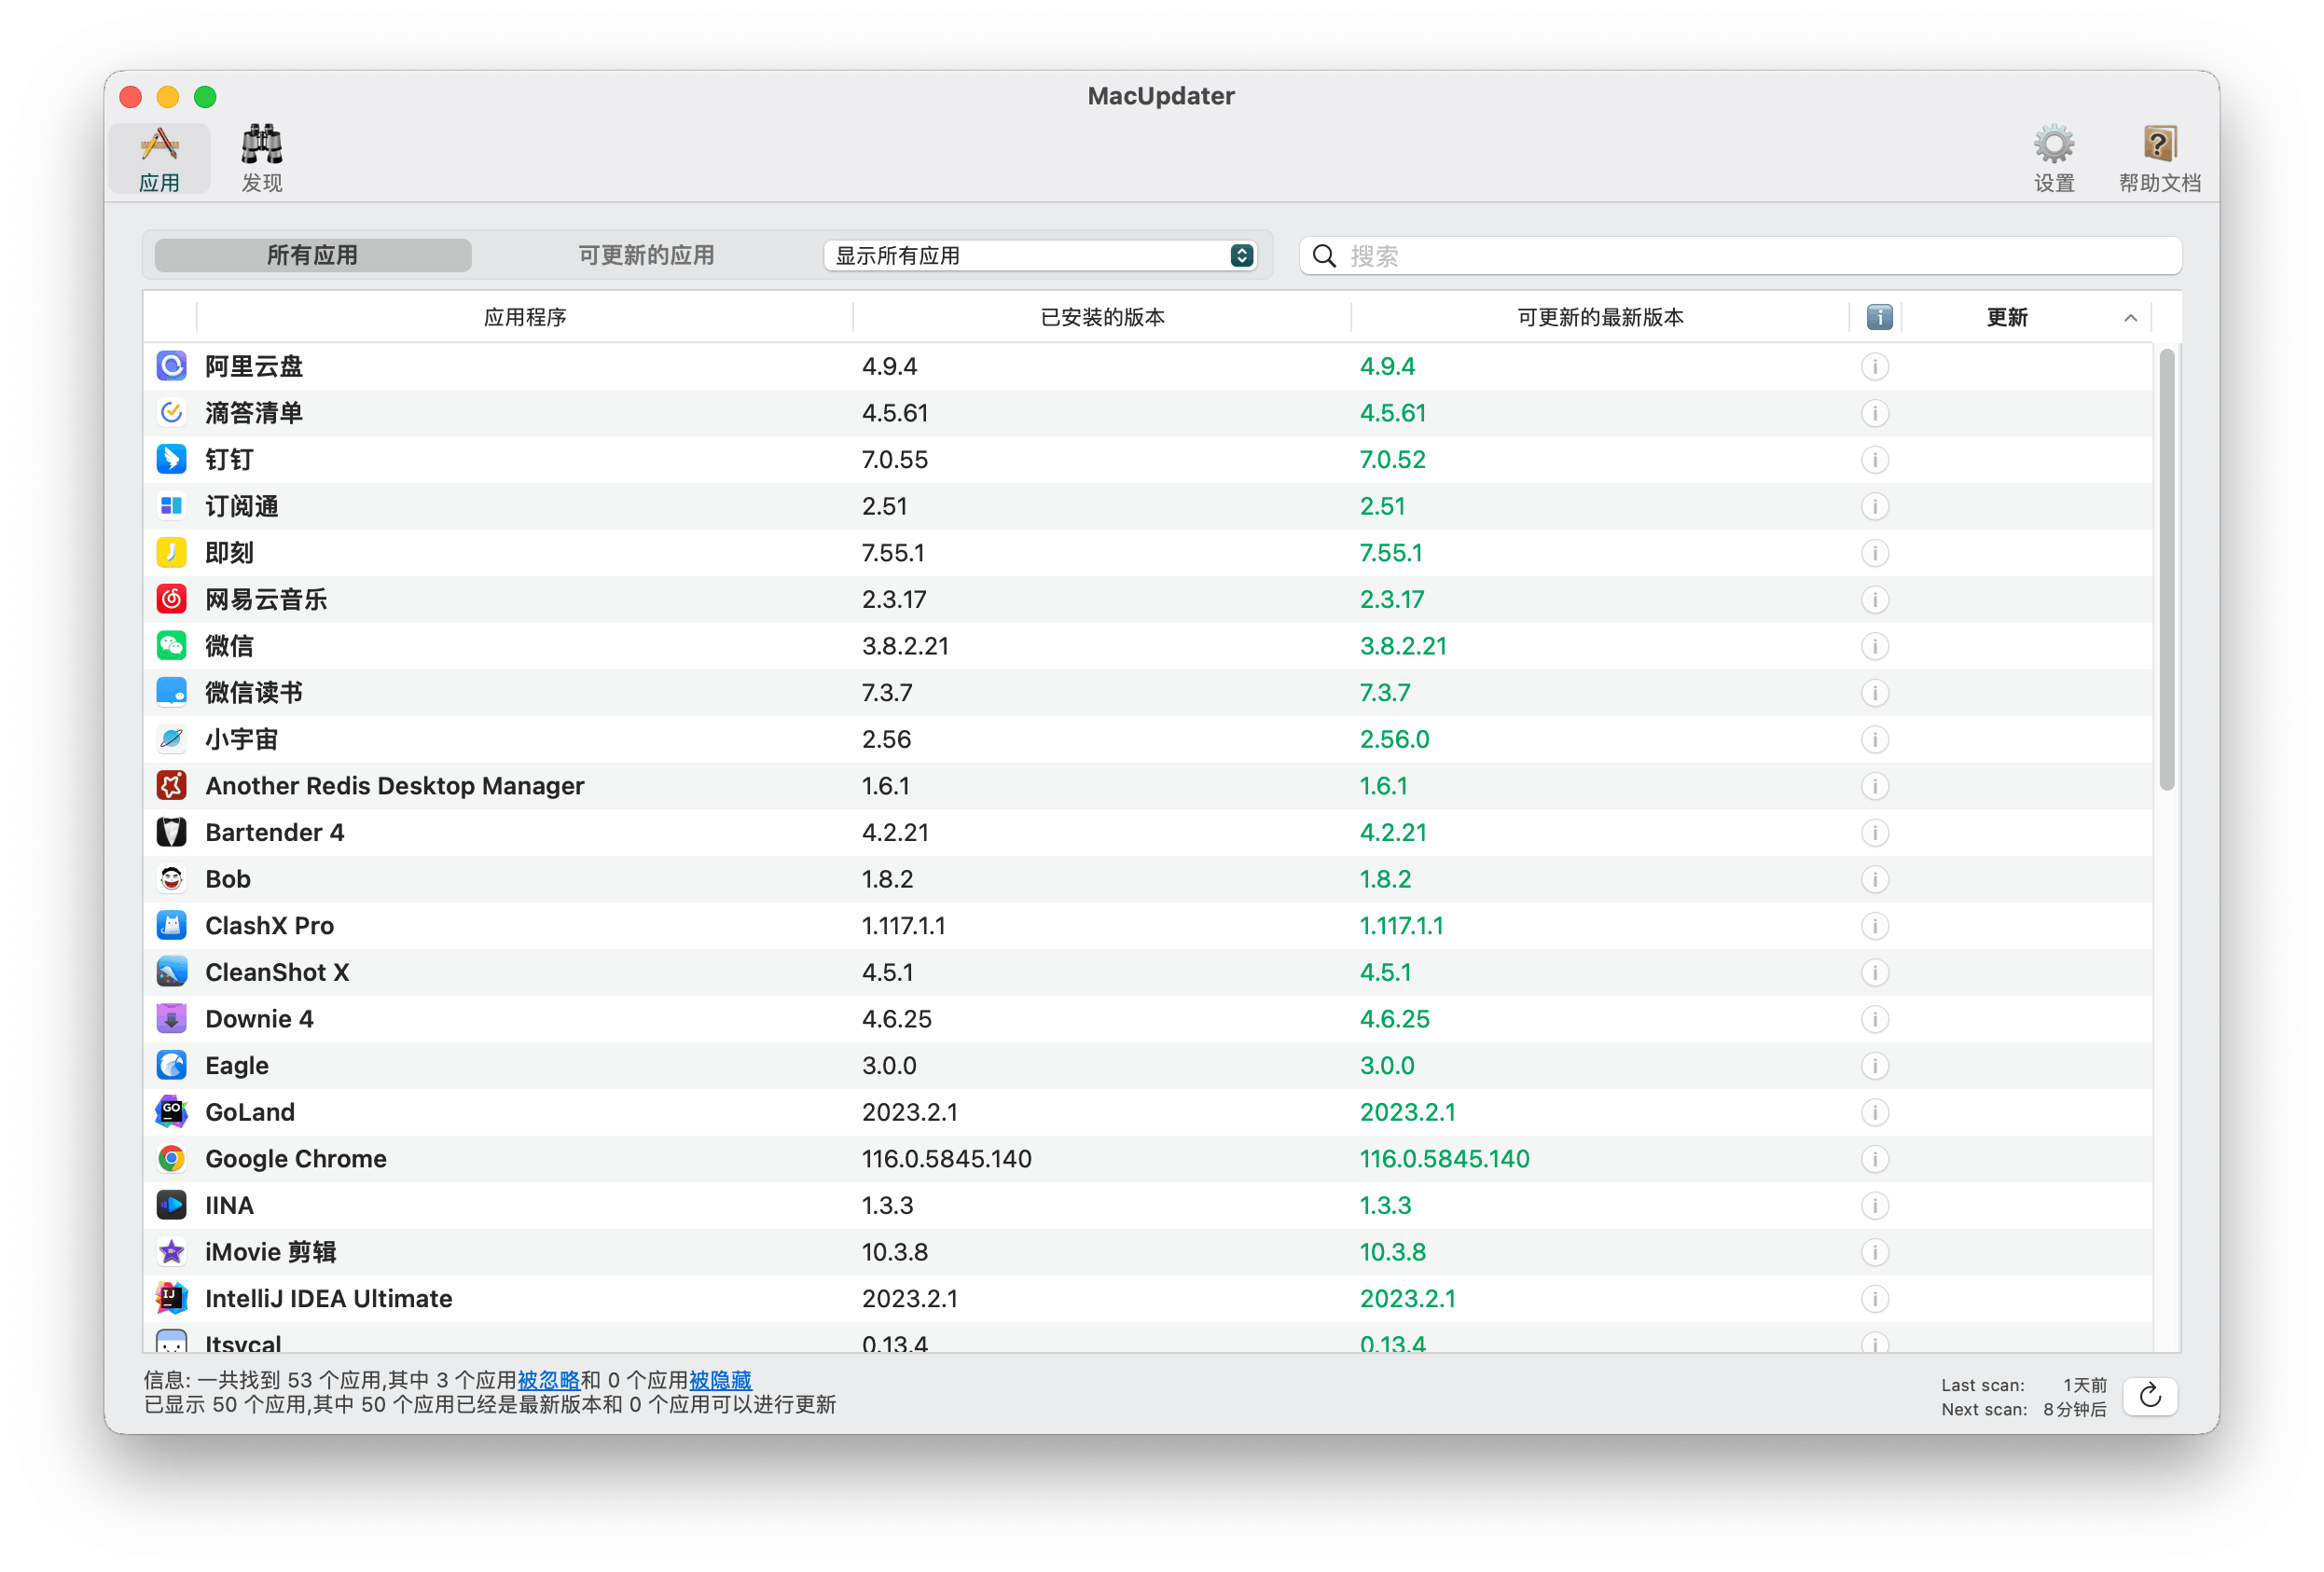 MacUpdater
应用 发现 设置 帮助文档
所有应用 可更新的应用 显示所有应用 搜索
应用程序 已安装的版本 可更新的最新版本 更新
阿里云盘 4.9.4 4.9.4
滴答清单 4.5.61 4.5.61
钉钉 7.0.55 7.0.52
订阅通 2.51 2.51
即刻 7.55.1 7.55.1
网易云音乐 2.3.17 2.3.17
微信 3.8.2.21 3.8.2.21
微信读书 7.3.7 7.3.7
小宇宙 2.56 2.56.0
Another Redis Desktop Manager 1.6.1 1.6.1
Bartender 4 4.2.21 4.2.21
Bob 1.8.2 1.8.2
ClashX Pro 1.117.1.1 1.117.1.1
CleanShot X 4.5.1 4.5.1
Downie 4 4.6.25 4.6.25
Eagle 3.0.0 3.0.0
GoLand 2023.2.1 2023.2.1
Google Chrome 116.0.5845.140 116.0.5845.140
IINA 1.3.3 1.3.3
iMovie 剪辑 10.3.8 10.3.8
IntelliJ IDEA Ultimate 2023.2.1 2023.2.1
Itsycal 0.13.4 0.13.4
信息: 一共找到 53 个应用,其中 3 个应用被忽略和 0 个应用被隐藏
已显示 50 个应用,其中 50 个应用已经是最新版本和 0 个应用可以进行更新
Last scan: 1天前
Next scan: 8分钟后